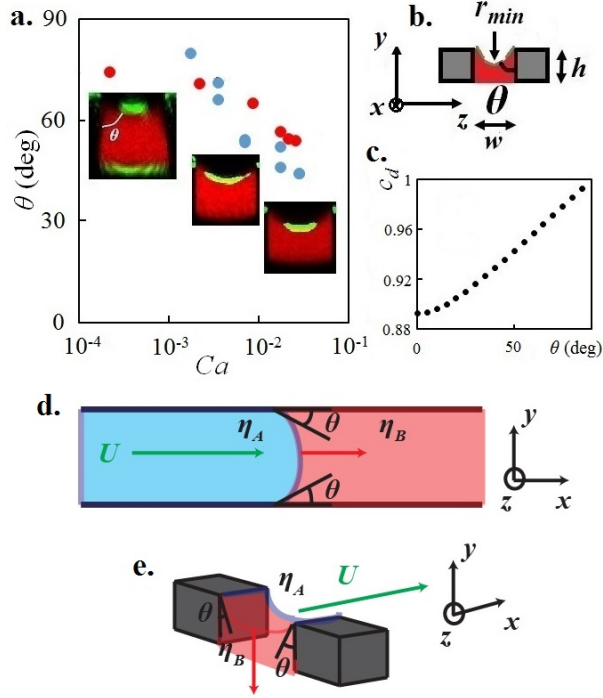 a.
90
60
30
0
θ (deg)
10⁻⁴
10⁻³
10⁻²
10⁻¹
Ca
θ
b.
r_min
y
x
z
h
θ
w
c.
c_d
1
0.96
0.92
0.88
0
50
θ (deg)
d.
η_A
η_B
U
θ
θ
y
z
x
e.
η_A
U
θ
η_B
θ
y
z
x